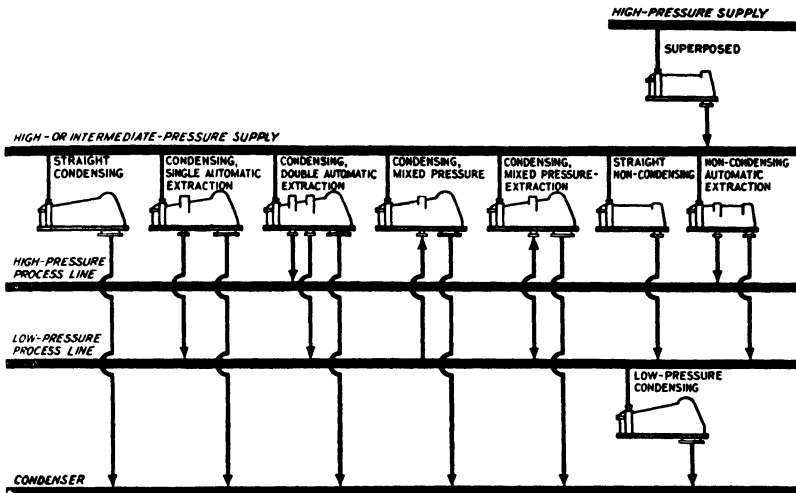 HIGH-PRESSURE SUPPLY
SUPERPOSED
HIGH-OR INTERMEDIATE-PRESSURE SUPPLY
STRAIGHT
CONDENSING
CONDENSING,
SINGLE AUTOMATIC
EXTRACTION
CONDENSING,
DOUBLE AUTOMATIC
EXTRACTION
CONDENSING,
MIXED PRESSURE
CONDENSING,
MIXED PRESSURE-
EXTRACTION
STRAIGHT
NON-CONDENSING
NON-CONDENSING
AUTOMATIC
EXTRACTION
HIGH-PRESSURE
PROCESS LINE
LOW-PRESSURE
PROCESS LINE
LOW-PRESSURE
CONDENSING
CONDENSER